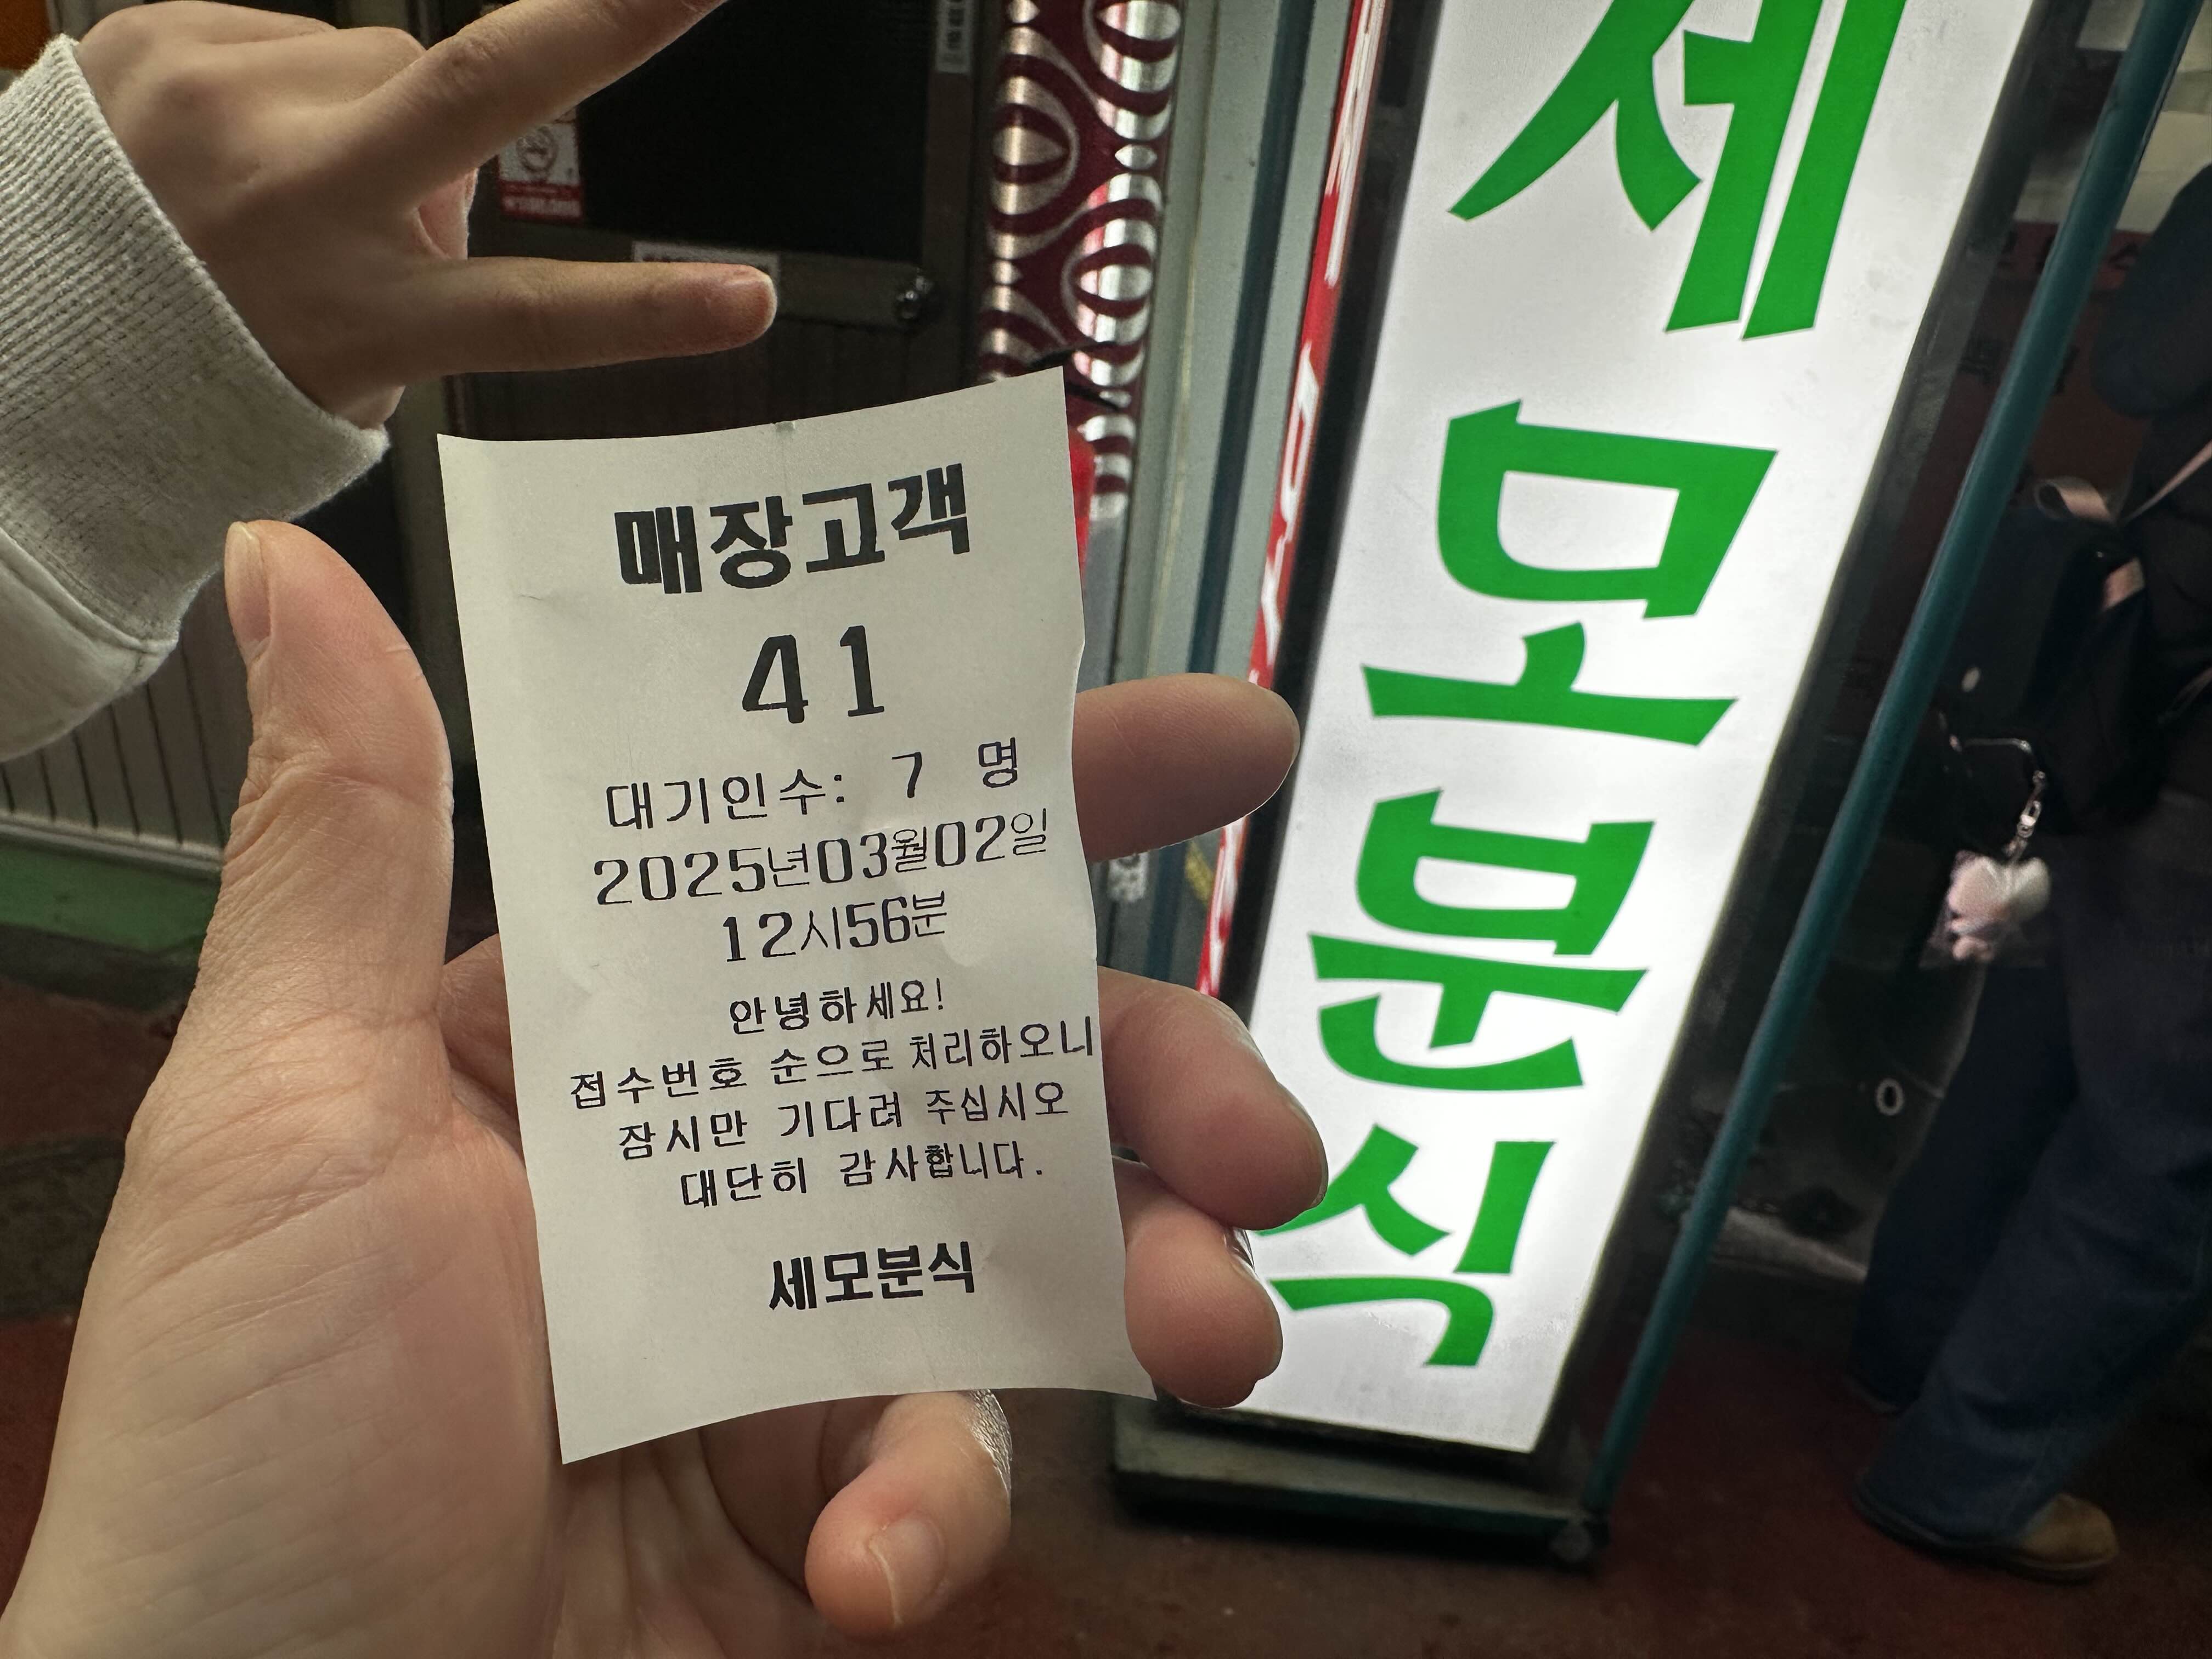 매장고객
41
대기인수: 7 명
2025년03월02일
12시56분
안녕하세요!
접수번호 순으로 처리하오니
잠시만 기다려 주십시오
대단히 감사합니다.
세모분식
세모분식